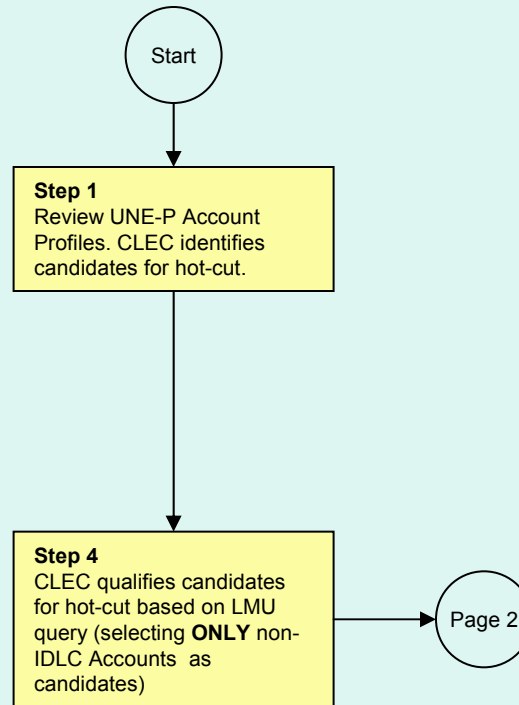 Start
Step 1
Review UNE-P Account
Profiles. CLEC identifies
candidates for hot-cut.
Step 4
CLEC qualifies candidates
for hot-cut based on LMU
query (selecting ONLY non-
IDLC Accounts as
candidates)
Page 2